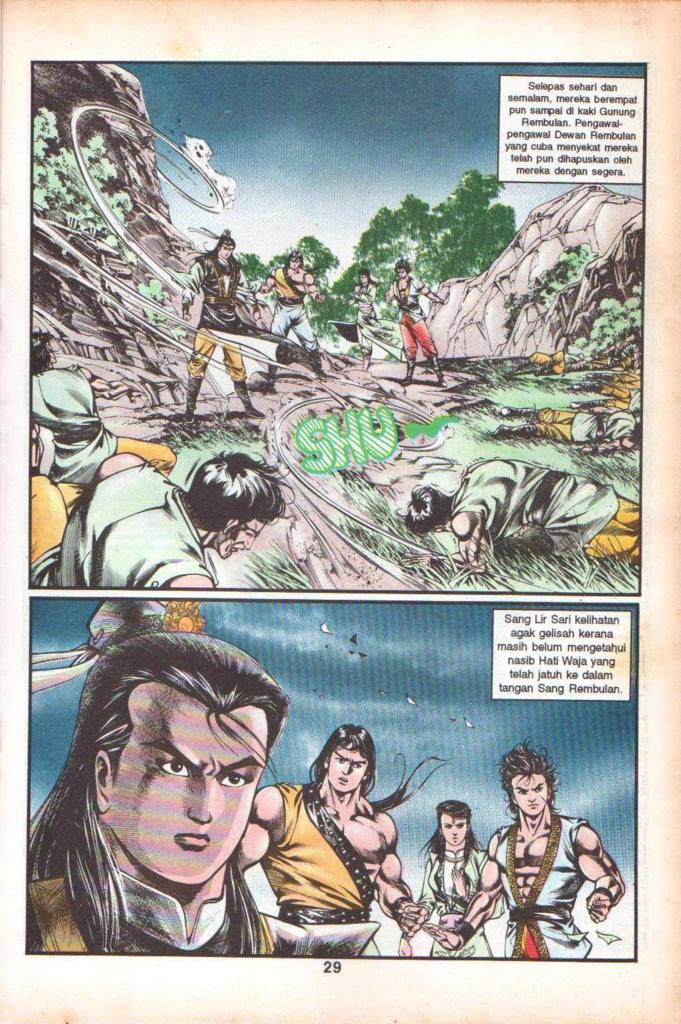 Selepas sehari dan
semalam, mereka berempat
pun sampai di kaki Gunung
Rembulan. Pengawal-
pengawal Dewan Rembulan
yang cuba menyekat mereka
telah pun dihapuskan oleh
mereka dengan segera.
SHU
Sang Lir Sari kelihatan
agak gelisah kerana
masih belum mengetahui
nasib Hati Waja yang
telah jatuh ke dalam
tangan Sang Rembulan.
29